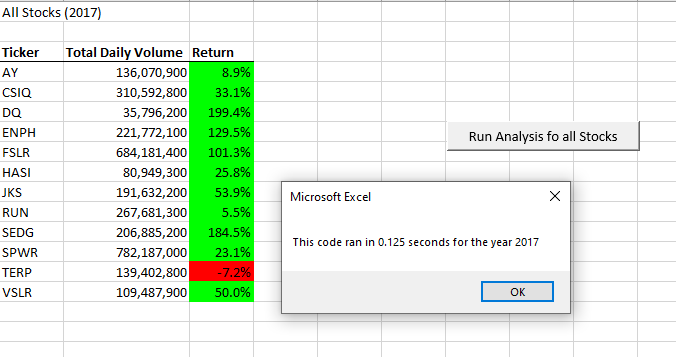 All Stocks (2017)
Ticker Total Daily Volume Return
AY 136,070,900 8.9%
CSIQ 310,592,800 33.1%
DQ 35,796,200 199.4%
ENPH 221,772,100 129.5%
FSLR 684,181,400 101.3%
HASI 80,949,300 25.8%
JKS 191,632,200 53.9%
RUN 267,681,300 5.5%
SEDG 206,885,200 184.5%
SPWR 782,187,000 23.1%
TERP 139,402,800 -7.2%
VSLR 109,487,900 50.0%
Run Analysis fo all Stocks
Microsoft Excel
This code ran in 0.125 seconds for the year 2017
OK